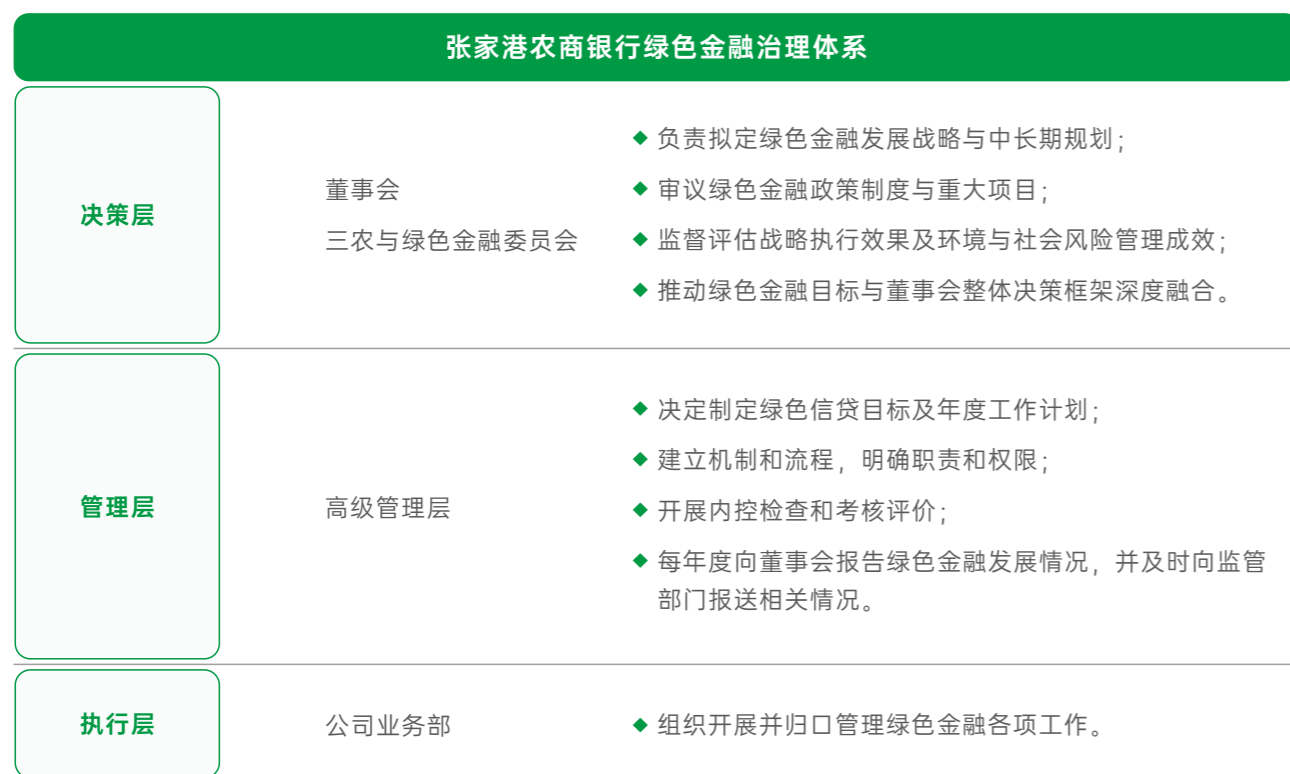 张家港农商银行绿色金融治理体系
决策层
董事会
三农与绿色金融委员会
◆ 负责拟定绿色金融发展战略与中长期规划；
◆ 审议绿色金融政策制度与重大项目；
◆ 监督评估战略执行效果及环境与社会风险管理成效；
◆ 推动绿色金融目标与董事会整体决策框架深度融合。
管理层
高级管理层
◆ 决定制定绿色信贷目标及年度工作计划；
◆ 建立机制和流程，明确职责和权限；
◆ 开展内控检查和考核评价；
◆ 每年度向董事会报告绿色金融发展情况，并及时向监管
部门报送相关情况。
执行层
公司业务部
◆ 组织开展并归口管理绿色金融各项工作。